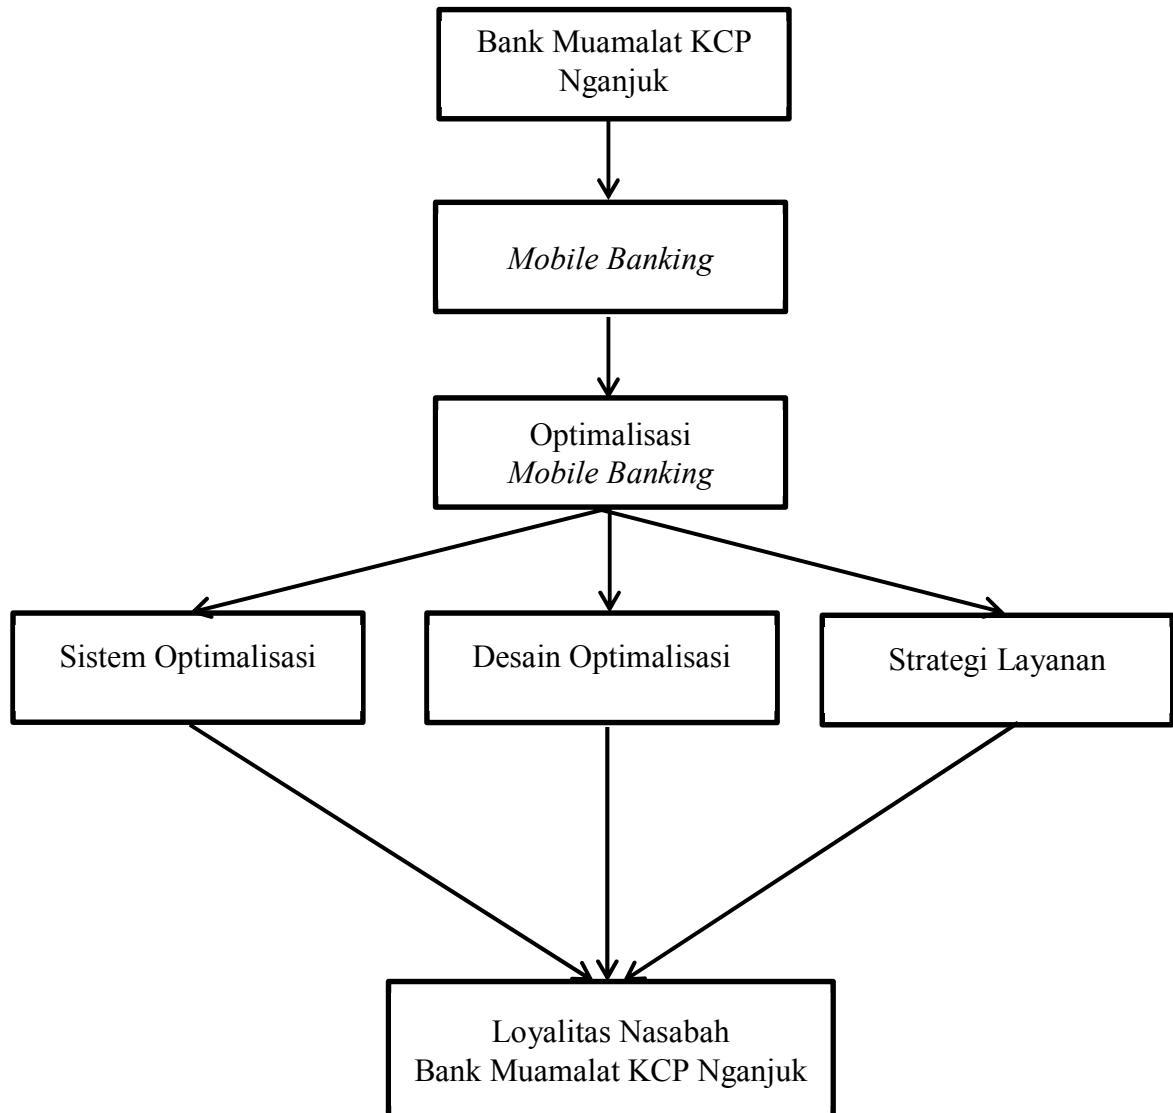 Bank Muamalat KCP
Nganjuk
Mobile Banking
Optimalisasi
Mobile Banking
Sistem Optimalisasi
Desain Optimalisasi
Strategi Layanan
Loyalitas Nasabah
Bank Muamalat KCP Nganjuk